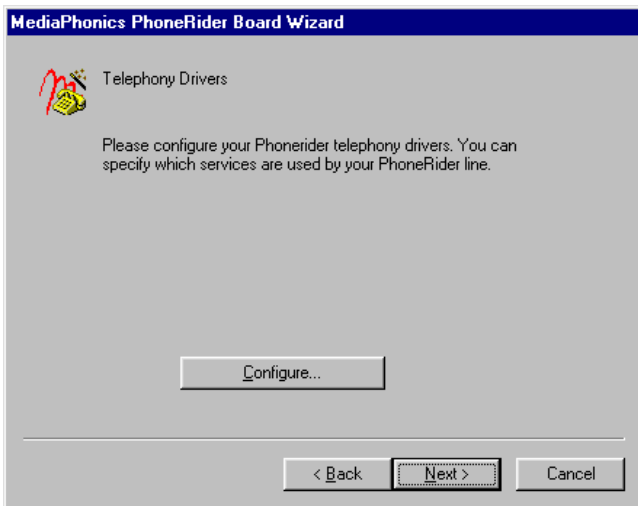 MediaPhonics PhoneRider Board Wizard
Telephony Drivers
Please configure your Phonerider telephony drivers. You can
specify which services are used by your PhoneRider line.
Configure...
< Back Next > Cancel